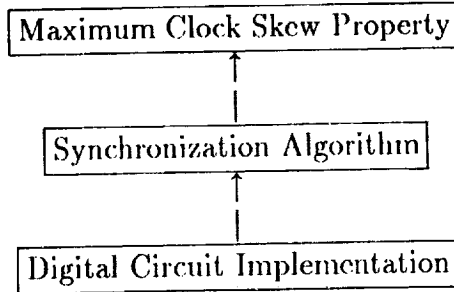 Maximum Clock Skew Property
Synchronization Algorithm
Digital Circuit Implementation